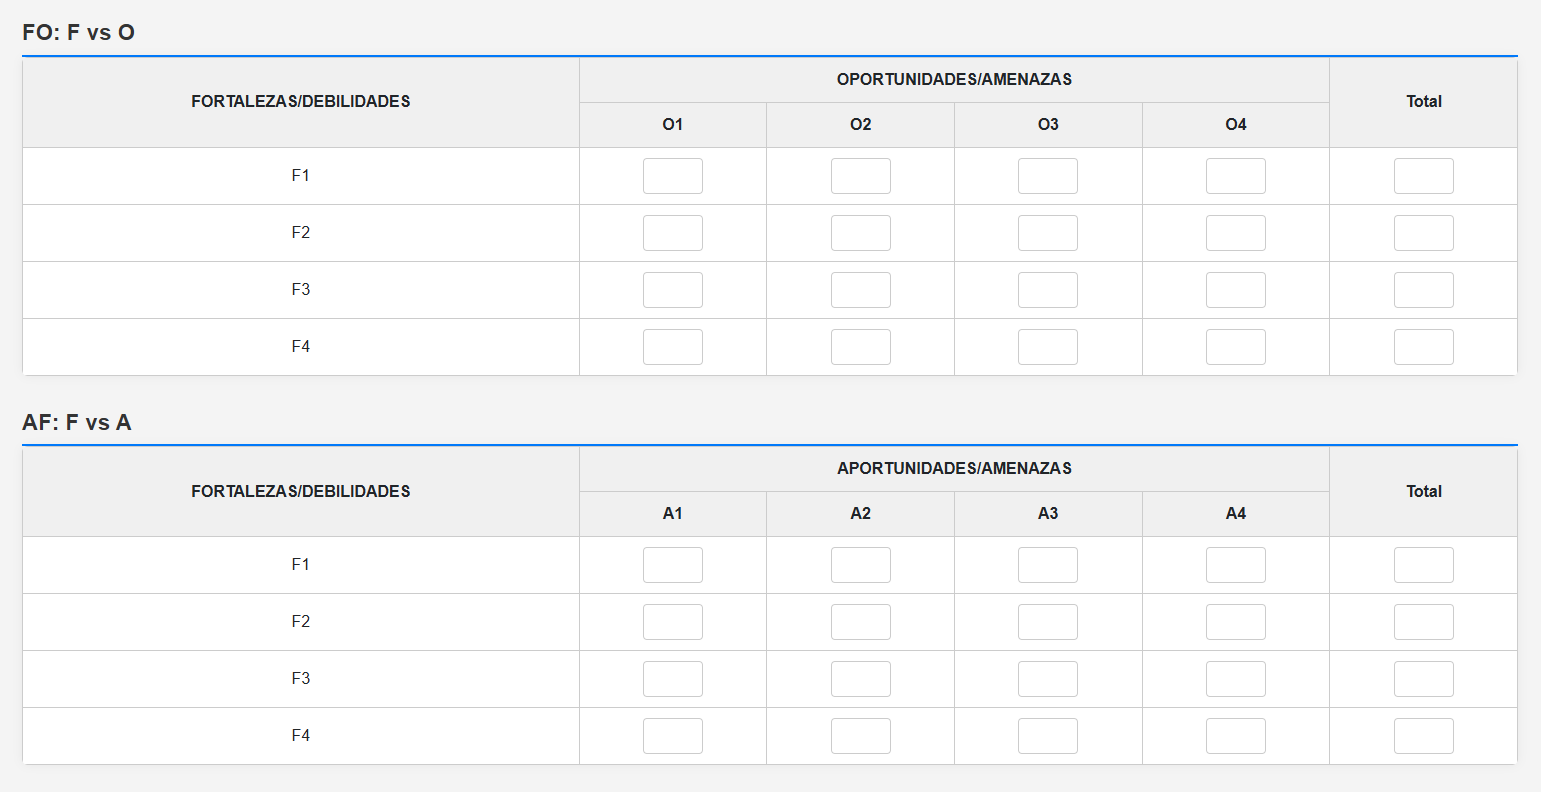 FO: F vs O
FORTALEZAS/DEBILIDADES
OPORTUNIDADES/AMENAZAS
Total
O1 O2 O3 O4
F1
F2
F3
F4
AF: F vs A
FORTALEZAS/DEBILIDADES
APORTUNIDADES/AMENAZAS
Total
A1 A2 A3 A4
F1
F2
F3
F4